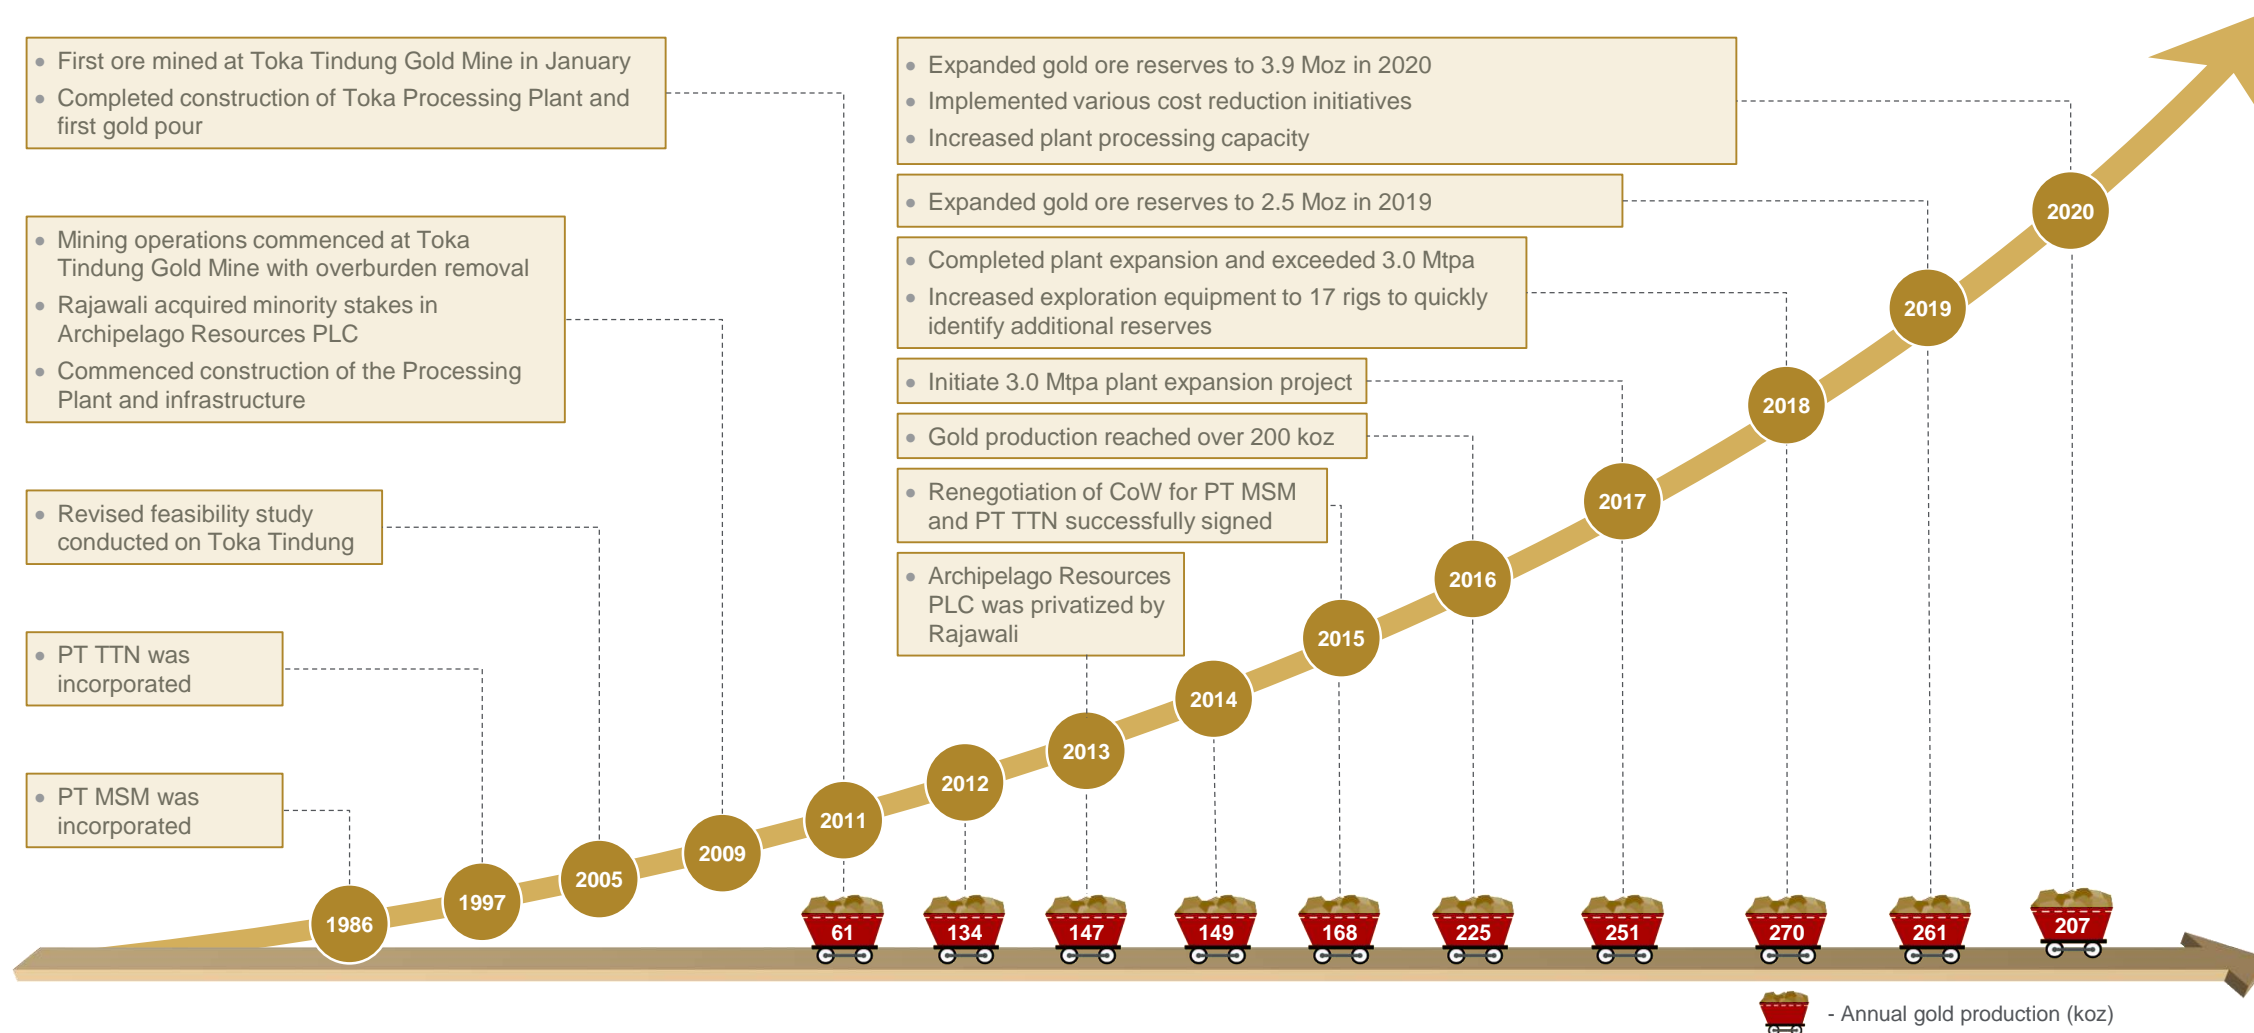 • First ore mined at Toka Tindung Gold Mine in January
• Completed construction of Toka Processing Plant and
first gold pour
• Mining operations commenced at Toka
Tindung Gold Mine with overburden removal
• Rajawali acquired minority stakes in
Archipelago Resources PLC
• Commenced construction of the Processing
Plant and infrastructure
• Revised feasibility study
conducted on Toka Tindung
• PT TTN was
incorporated
• PT MSM was
incorporated
• Expanded gold ore reserves to 3.9 Moz in 2020
• Implemented various cost reduction initiatives
• Increased plant processing capacity
• Expanded gold ore reserves to 2.5 Moz in 2019
• Completed plant expansion and exceeded 3.0 Mtpa
• Increased exploration equipment to 17 rigs to quickly
identify additional reserves
• Initiate 3.0 Mtpa plant expansion project
• Gold production reached over 200 koz
• Renegotiation of CoW for PT MSM
and PT TTN successfully signed
• Archipelago Resources
PLC was privatized by
Rajawali
1986
1997
2005
2009
2011
2012
2013
2014
2015
2016
2017
2018
2019
2020
61
134
147
149
168
225
251
270
261
207
- Annual gold production (koz)